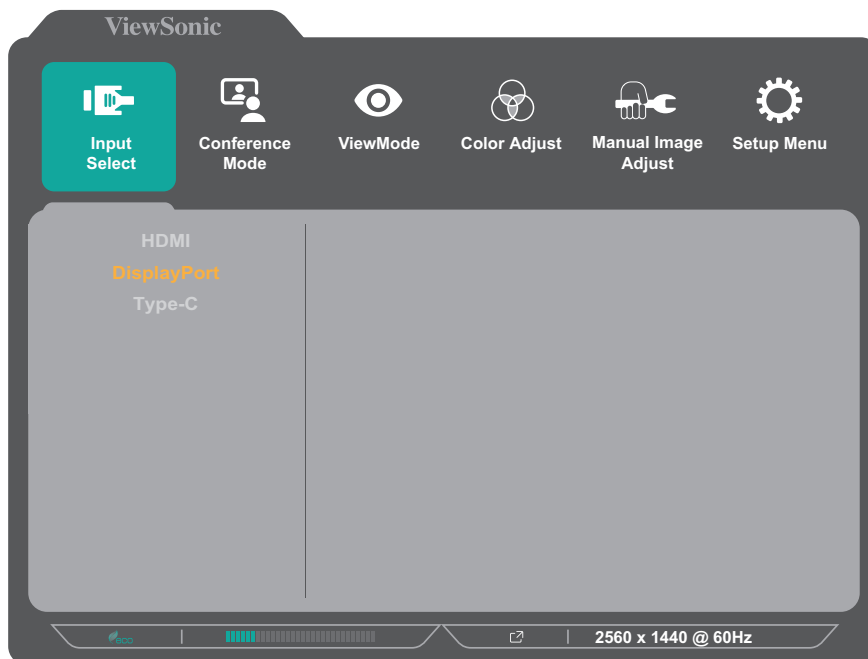 ViewSonic
Input
Select
Conference
Mode
ViewMode
Color Adjust
Manual Image
Adjust
Setup Menu
HDMI
DisplayPort
Type-C
eco
2560 x 1440 @ 60Hz